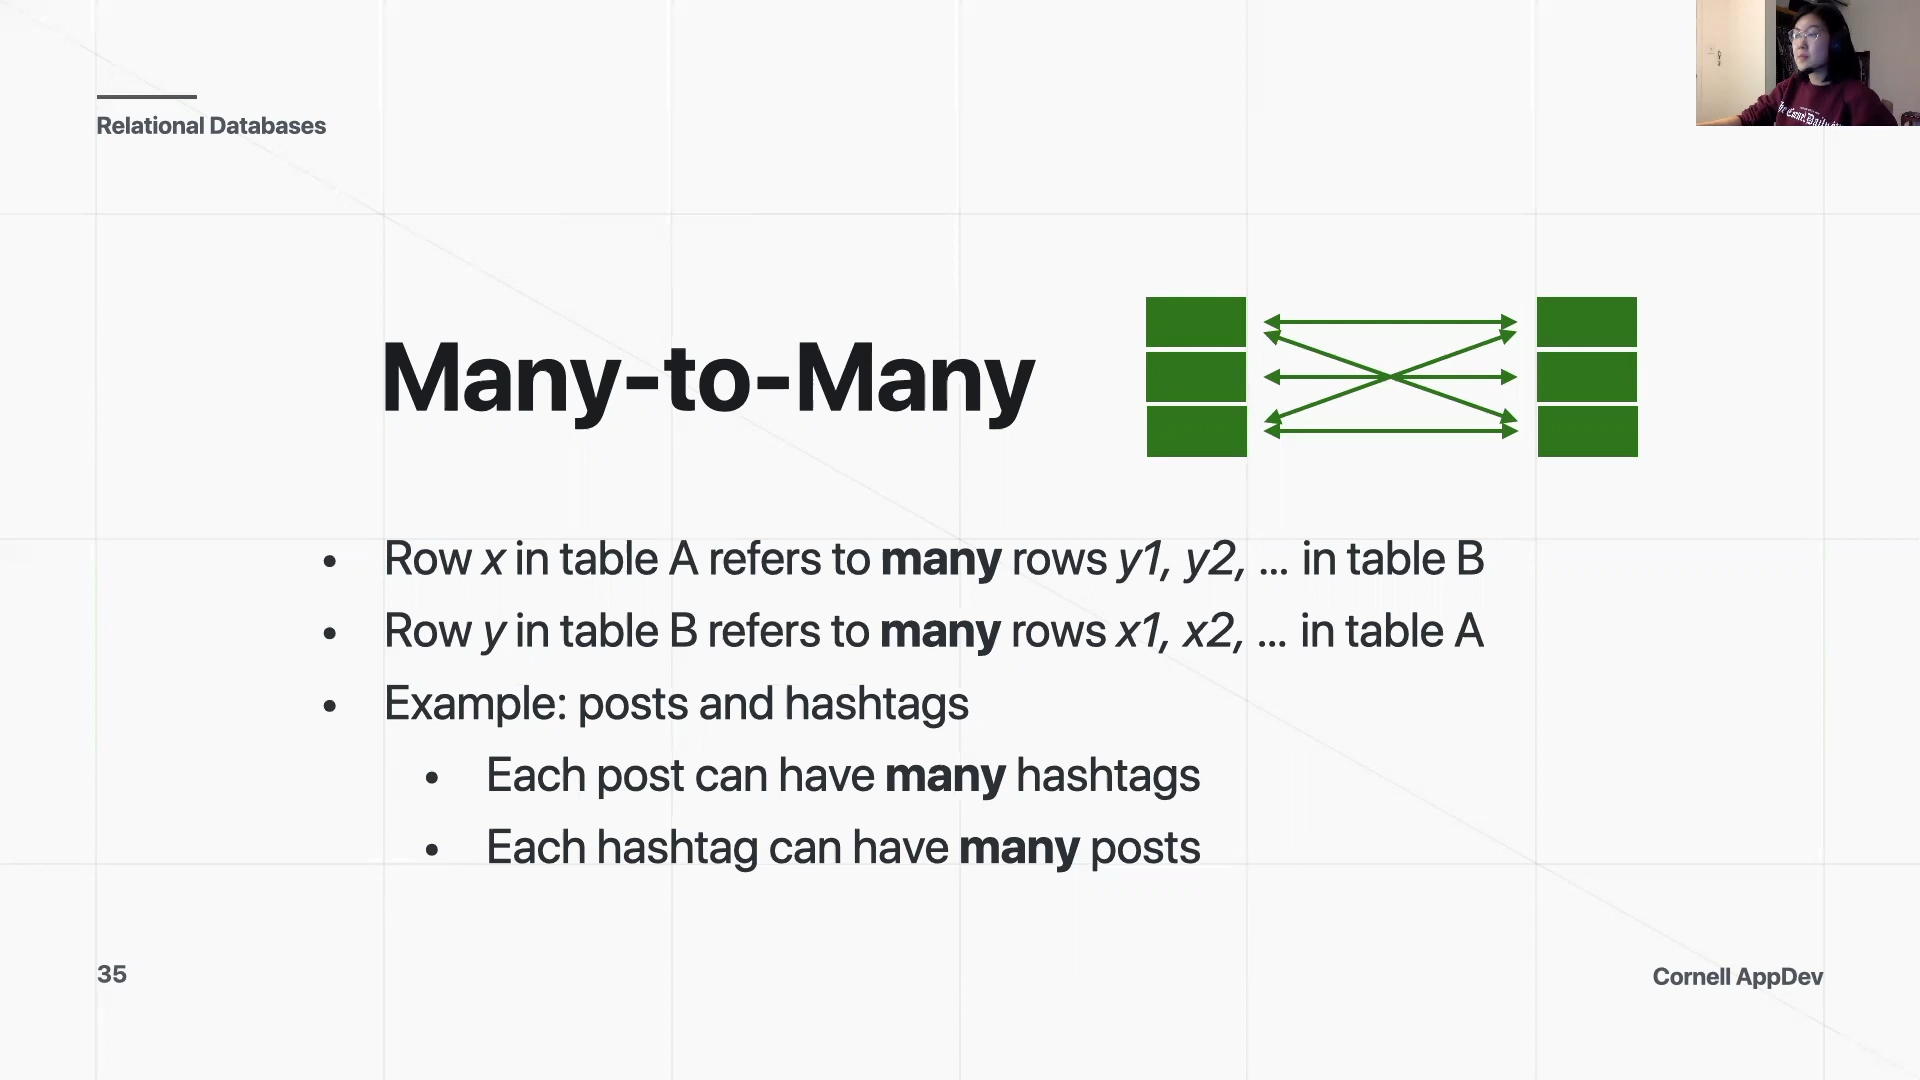 Relational Databases
Many-to-Many
• Row x in table A refers to many rows y1, y2, ... in table B
• Row y in table B refers to many rows x1, x2, ... in table A
• Example: posts and hashtags
• Each post can have many hashtags
• Each hashtag can have many posts
35
Cornell AppDev